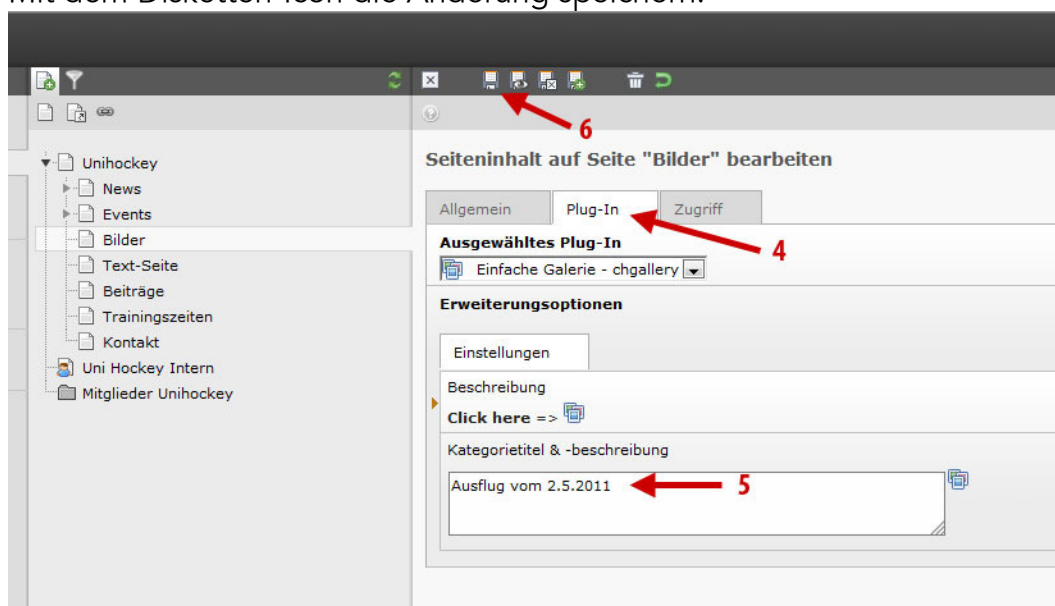 Mit dem Disketten-Icon die Änderung speichern.
6
Seiteninhalt auf Seite "Bilder" bearbeiten
Unihockey
News
Events
Bilder
Text-Seite
Beiträge
Trainingszeiten
Kontakt
Uni Hockey Intern
Mitglieder Unihockey
Allgemein Plug-In Zugriff
4
Ausgewähltes Plug-In
Einfache Galerie - chgallery
Erweiterungsoptionen
Einstellungen
Beschreibung
Click here =>
Kategorietitel & -beschreibung
Ausflug vom 2.5.2011 5